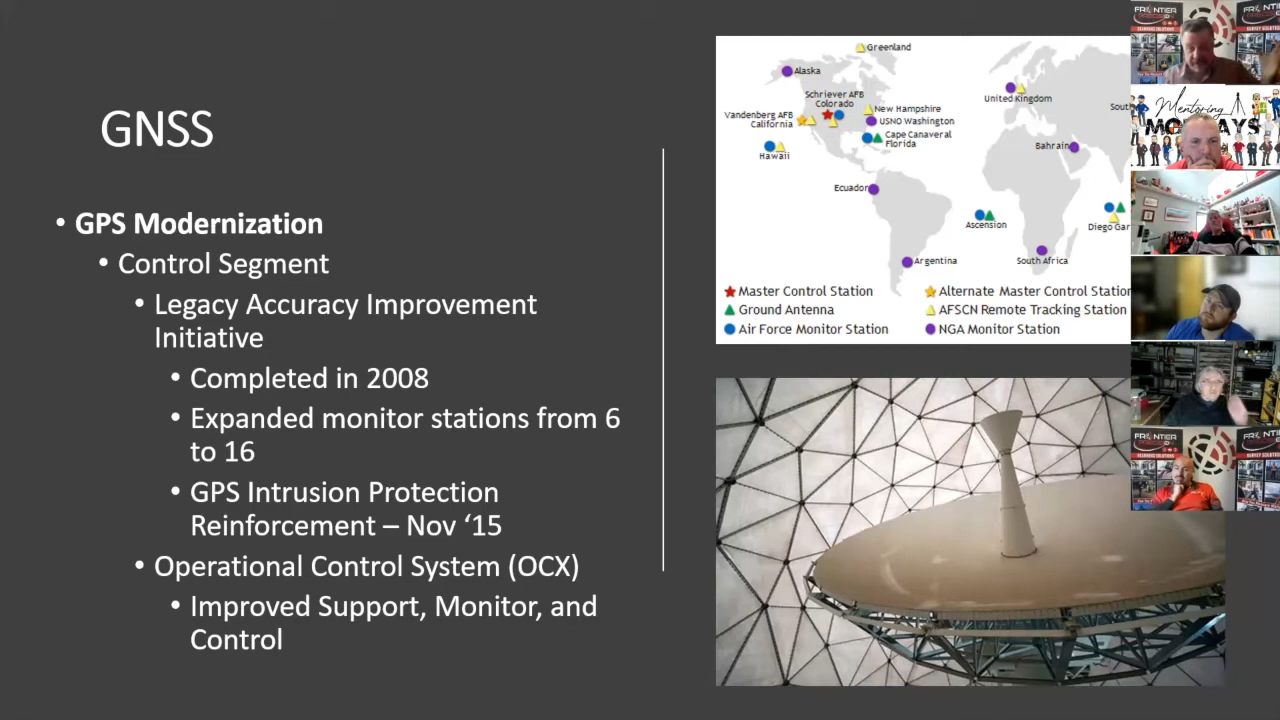 GNSS
• GPS Modernization
• Control Segment
• Legacy Accuracy Improvement
Initiative
• Completed in 2008
• Expanded monitor stations from 6
to 16
• GPS Intrusion Protection
Reinforcement – Nov ‘15
• Operational Control System (OCX)
• Improved Support, Monitor, and
Control
Greenland
Alaska
Schriever AFB
Colorado
Vandenberg AFB
California
New Hampshire
USNO Washington
Cape Canaveral
Florida
Hawaii
Ecuador
Argentina
Ascension
United Kingdom
Bahrain
South Africa
Diego Gar
Sout
Master Control Station
Ground Antenna
Air Force Monitor Station
Alternate Master Control Station
AFSCN Remote Tracking Station
NGA Monitor Station
Mentoring